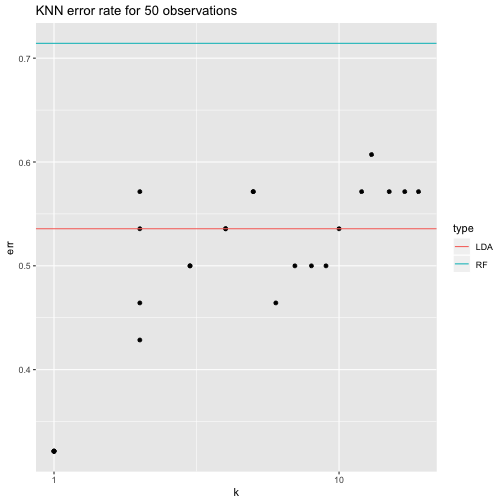 KNN error rate for 50 observations
0.7
0.6
0.5
0.4
err
1
10
k
type
LDA
RF